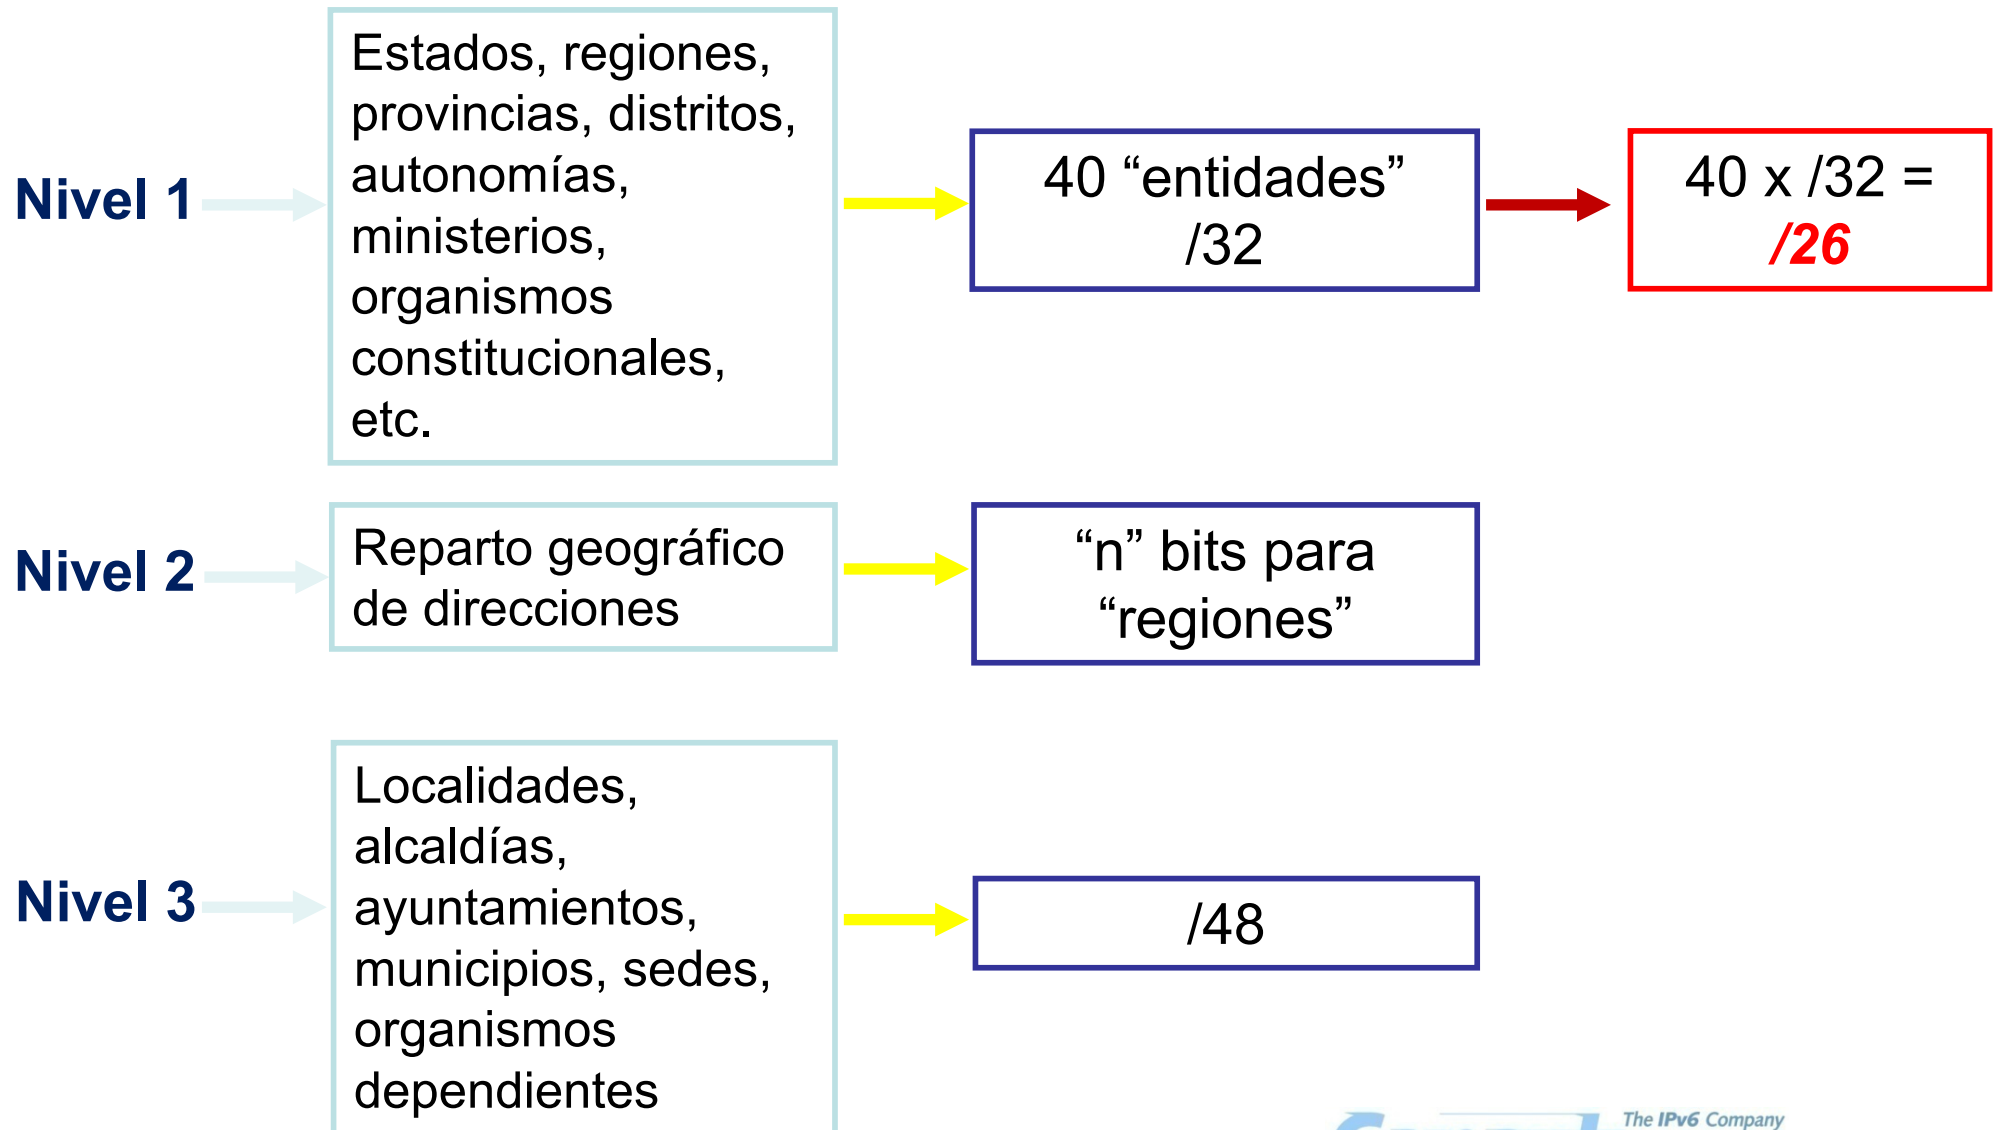 Nivel 1
Estados, regiones,
provincias, distritos,
autonomías,
ministerios,
organismos
constitucionales,
etc.
40 “entidades”
/32
40 x /32 =
/26
Nivel 2
Reparto geográfico
de direcciones
“n” bits para
“regiones”
Nivel 3
Localidades,
alcaldías,
ayuntamientos,
municipios, sedes,
organismos
dependientes
/48
The IPv6 Company